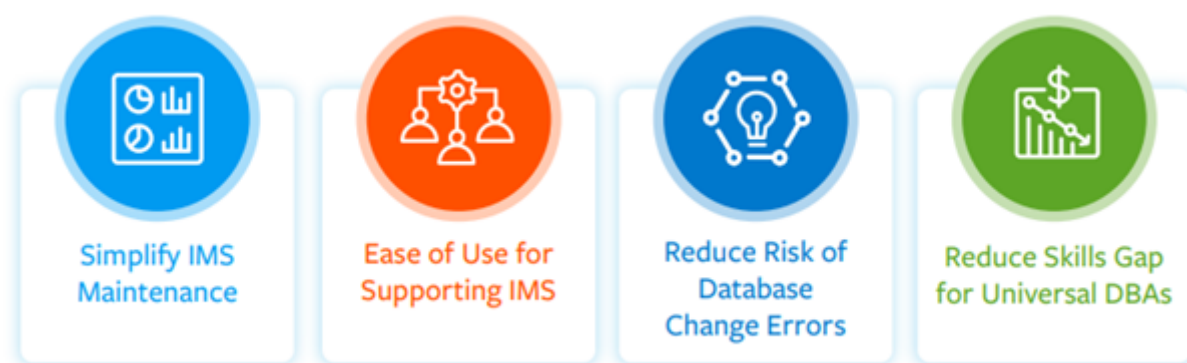 Simplify IMS
Maintenance
Ease of Use for
Supporting IMS
Reduce Risk of
Database
Change Errors
$
Reduce Skills Gap
for Universal DBAs